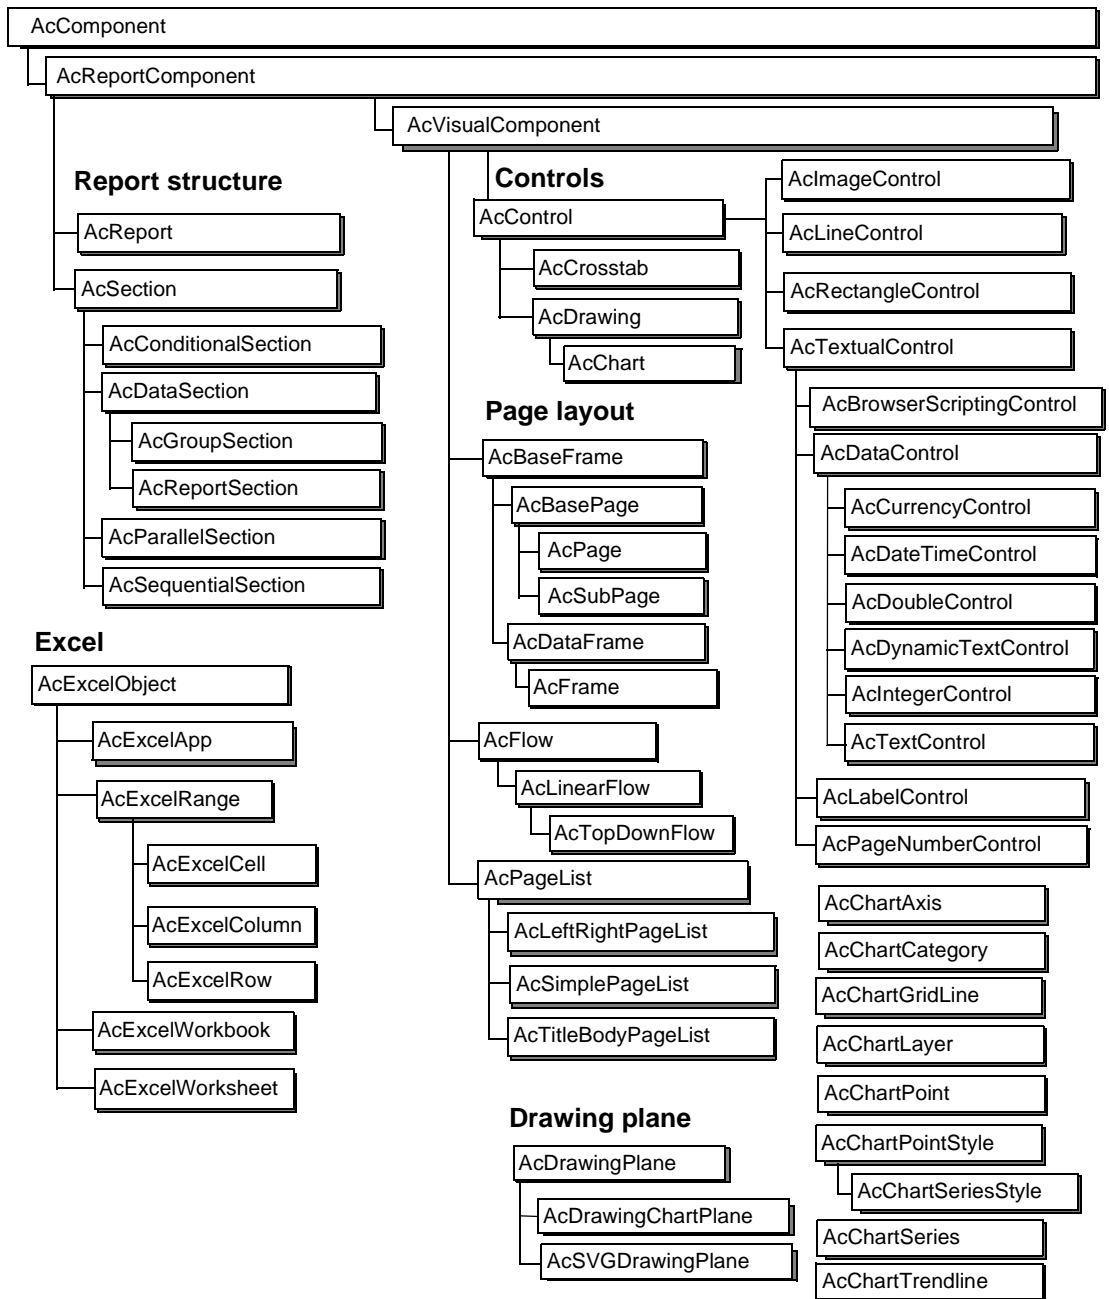 AcComponent
AcReportComponent
AcVisualComponent
Report structure
AcReport
AcSection
AcConditionalSection
AcDataSection
AcGroupSection
AcReportSection
AcParallelSection
AcSequentialSection
Excel
AcExcelObject
AcExcelApp
AcExcelRange
AcExcelCell
AcExcelColumn
AcExcelRow
AcExcelWorkbook
AcExcelWorksheet
Controls
AcControl
AcCrosstab
AcDrawing
AcChart
Page layout
AcBaseFrame
AcBasePage
AcPage
AcSubPage
AcDataFrame
AcFrame
AcFlow
AcLinearFlow
AcTopDownFlow
AcPageList
AcLeftRightPageList
AcSimplePageList
AcTitleBodyPageList
Drawing plane
AcDrawingPlane
AcDrawingChartPlane
AcSVGDrawingPlane
AcImageControl
AcLineControl
AcRectangleControl
AcTextualControl
AcBrowserScriptingControl
AcDataControl
AcCurrencyControl
AcDateTimeControl
AcDoubleControl
AcDynamicTextControl
AcIntegerControl
AcTextControl
AcLabelControl
AcPageNumberControl
AcChartAxis
AcChartCategory
AcChartGridLine
AcChartLayer
AcChartPoint
AcChartPointStyle
AcChartSeriesStyle
AcChartSeries
AcChartTrendline